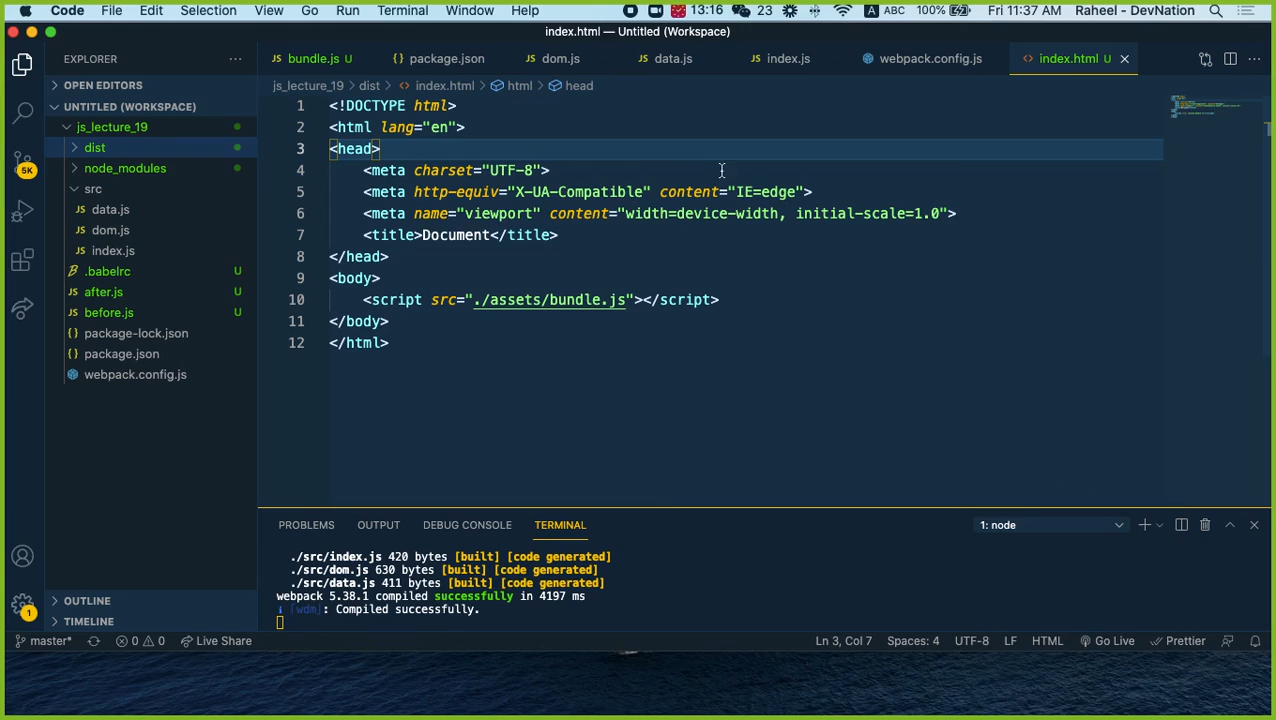 Code File Edit Selection View Go Run Terminal Window Help 13:16 23 A ABC 100% Fri 11:37 AM Raheel - DevNation
index.html — Untitled (Workspace)
EXPLORER
bundle.js U package.json dom.js data.js index.js webpack.config.js <> index.html U
OPEN EDITORS
js_lecture_19 > dist > <> index.html > html > head
UNTITLED (WORKSPACE)
js_lecture_19
dist
node_modules
src
data.js
dom.js
index.js
.babelrc U
after.js U
before.js U
package-lock.json
package.json
webpack.config.js
OUTLINE
TIMELINE
5K
1
1 <!DOCTYPE html>
2 <html lang="en">
3 <head>
4 <meta charset="UTF-8">
5 <meta http-equiv="X-UA-Compatible" content="IE=edge">
6 <meta name="viewport" content="width=device-width, initial-scale=1.0">
7 <title>Document</title>
8 </head>
9 <body>
10 <script src="./assets/bundle.js"></script>
11 </body>
12 </html>
PROBLEMS OUTPUT DEBUG CONSOLE TERMINAL 1: node
./src/index.js 420 bytes [built] [code generated]
./src/dom.js 630 bytes [built] [code generated]
./src/data.js 411 bytes [built] [code generated]
webpack 5.38.1 compiled successfully in 4197 ms
i [wdm]: Compiled successfully.
master* 0 0 Live Share Ln 3, Col 7 Spaces: 4 UTF-8 LF HTML Go Live Prettier